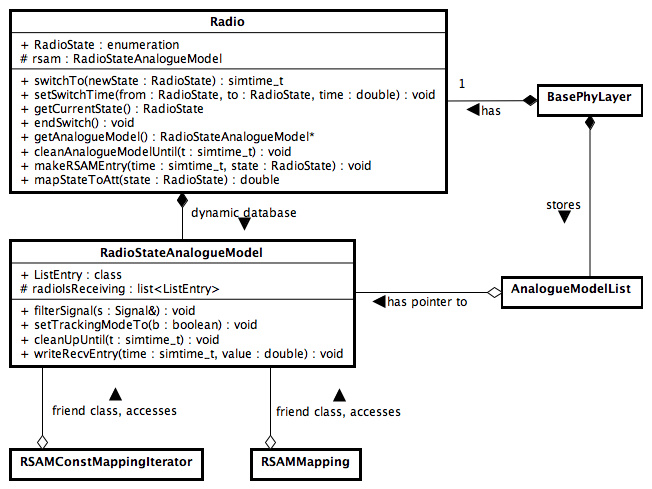 Radio
+ RadioState : enumeration
# rsam : RadioStateAnalogueModel
+ switchTo(newState : RadioState) : simtime_t
+ setSwitchTime(from : RadioState, to : RadioState, time : double) : void
+ getCurrentState() : RadioState
+ endSwitch() : void
+ getAnalogueModel() : RadioStateAnalogueModel*
+ cleanAnalogueModelUntil(t : simtime_t) : void
+ makeRSAMEntry(time : simtime_t, state : RadioState) : void
+ mapStateToAtt(state : RadioState) : double
1
has
BasePhyLayer
dynamic database
stores
RadioStateAnalogueModel
+ ListEntry : class
# radioIsReceiving : list<ListEntry>
+ filterSignal(s : Signal&) : void
+ setTrackingModeTo(b : boolean) : void
+ cleanUpUntil(t : simtime_t) : void
+ writeRecvEntry(time : simtime_t, value : double) : void
has pointer to
AnalogueModelList
friend class, accesses
friend class, accesses
RSAMConstMappingIterator
RSAMMapping